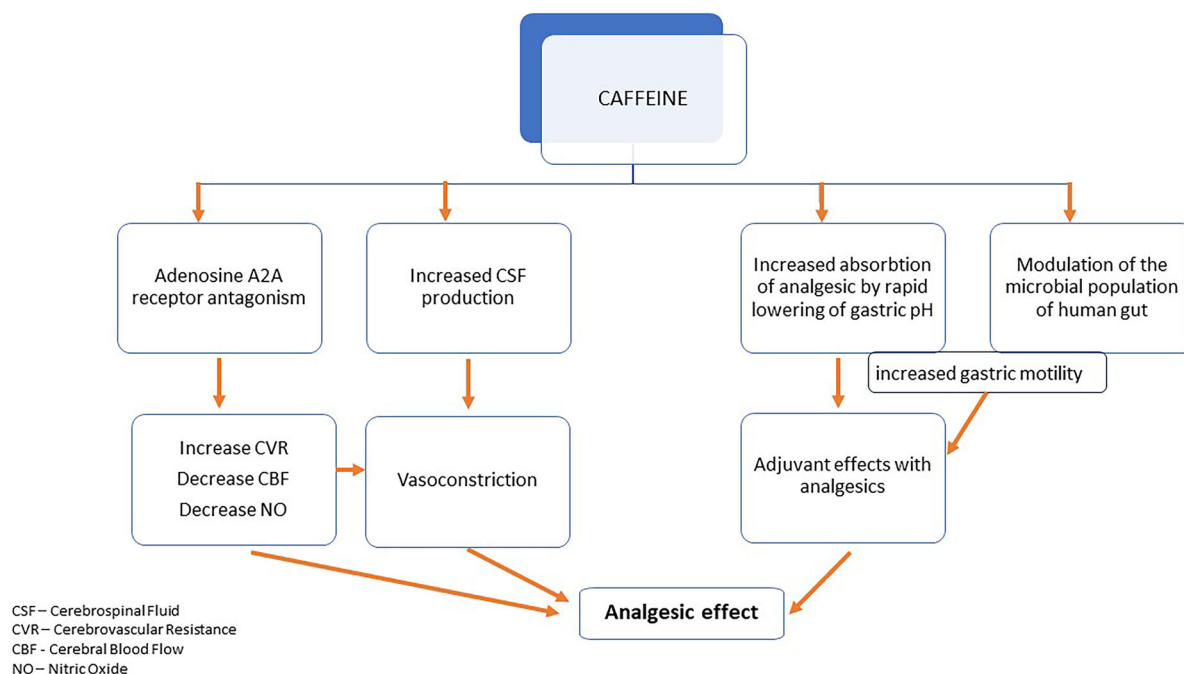 CAFFEINE
Adenosine A2A
receptor antagonism
Increased CSF
production
Increased absorbtion
of analgesic by rapid
lowering of gastric pH
Modulation of the
microbial population
of human gut
increased gastric motility
Increase CVR
Decrease CBF
Decrease NO
Vasoconstriction
Adjuvant effects with
analgesics
Analgesic effect
CSF – Cerebrospinal Fluid
CVR – Cerebrovascular Resistance
CBF - Cerebral Blood Flow
NO – Nitric Oxide